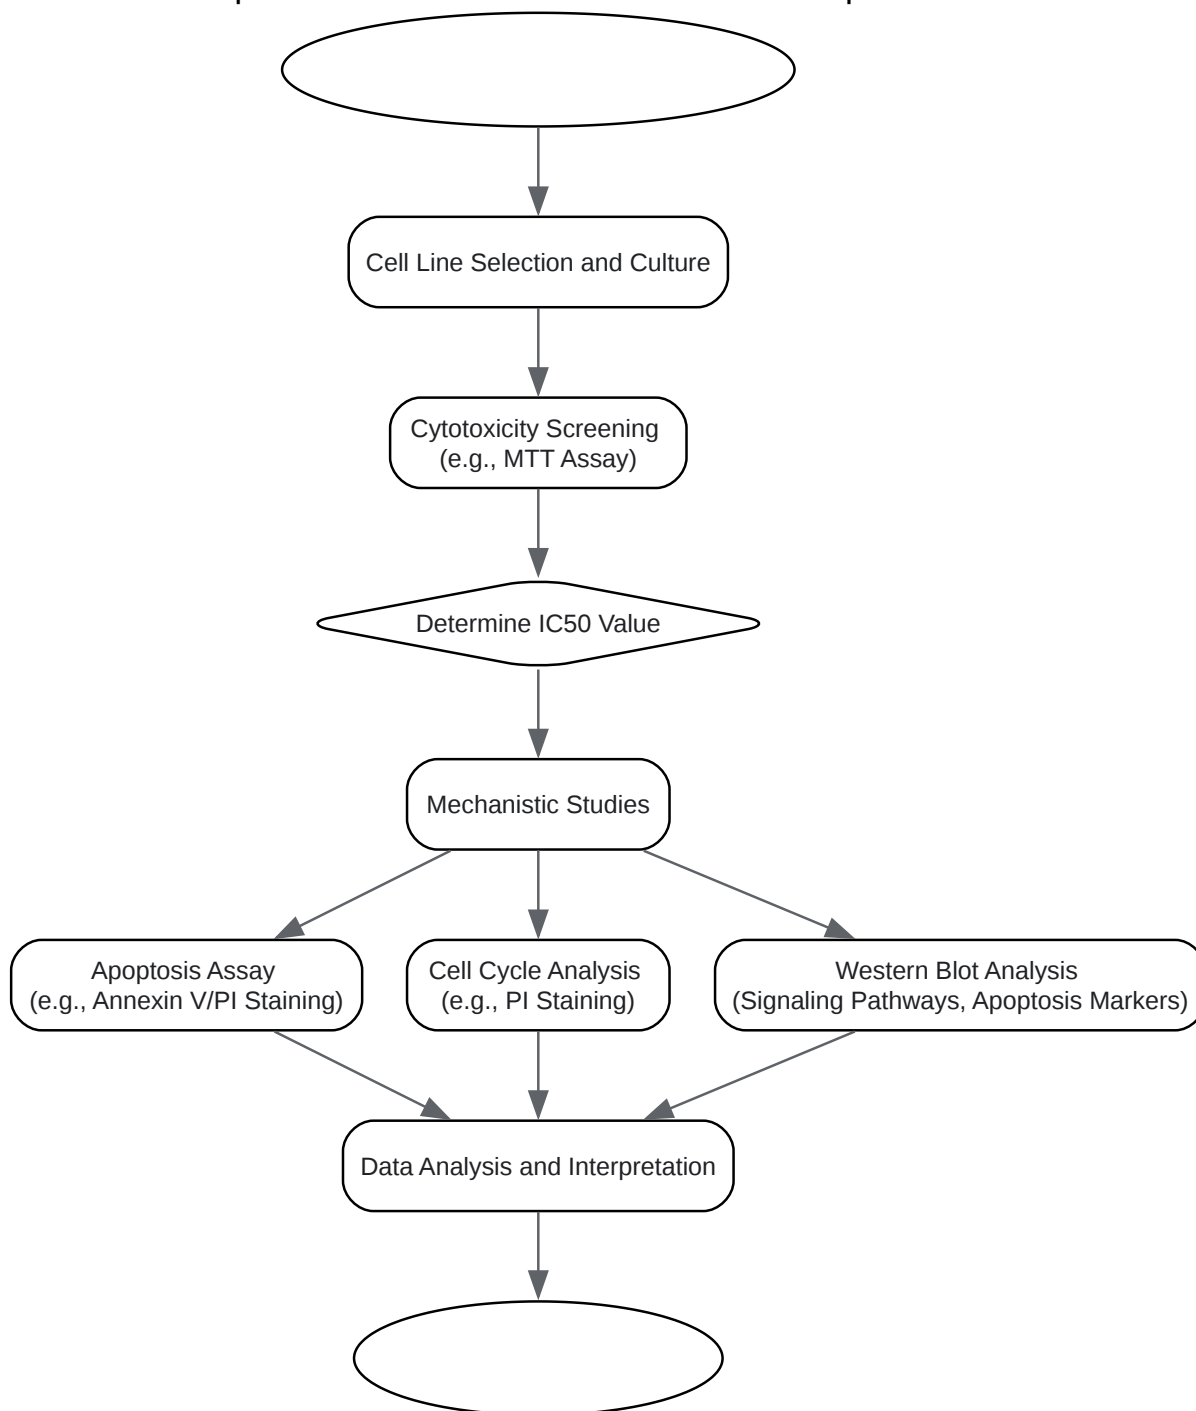 Cell Line Selection and Culture
Cytotoxicity Screening
(e.g., MTT Assay)
Determine IC50 Value
Mechanistic Studies
Apoptosis Assay
(e.g., Annexin V/PI Staining)
Cell Cycle Analysis
(e.g., PI Staining)
Western Blot Analysis
(Signaling Pathways, Apoptosis Markers)
Data Analysis and Interpretation